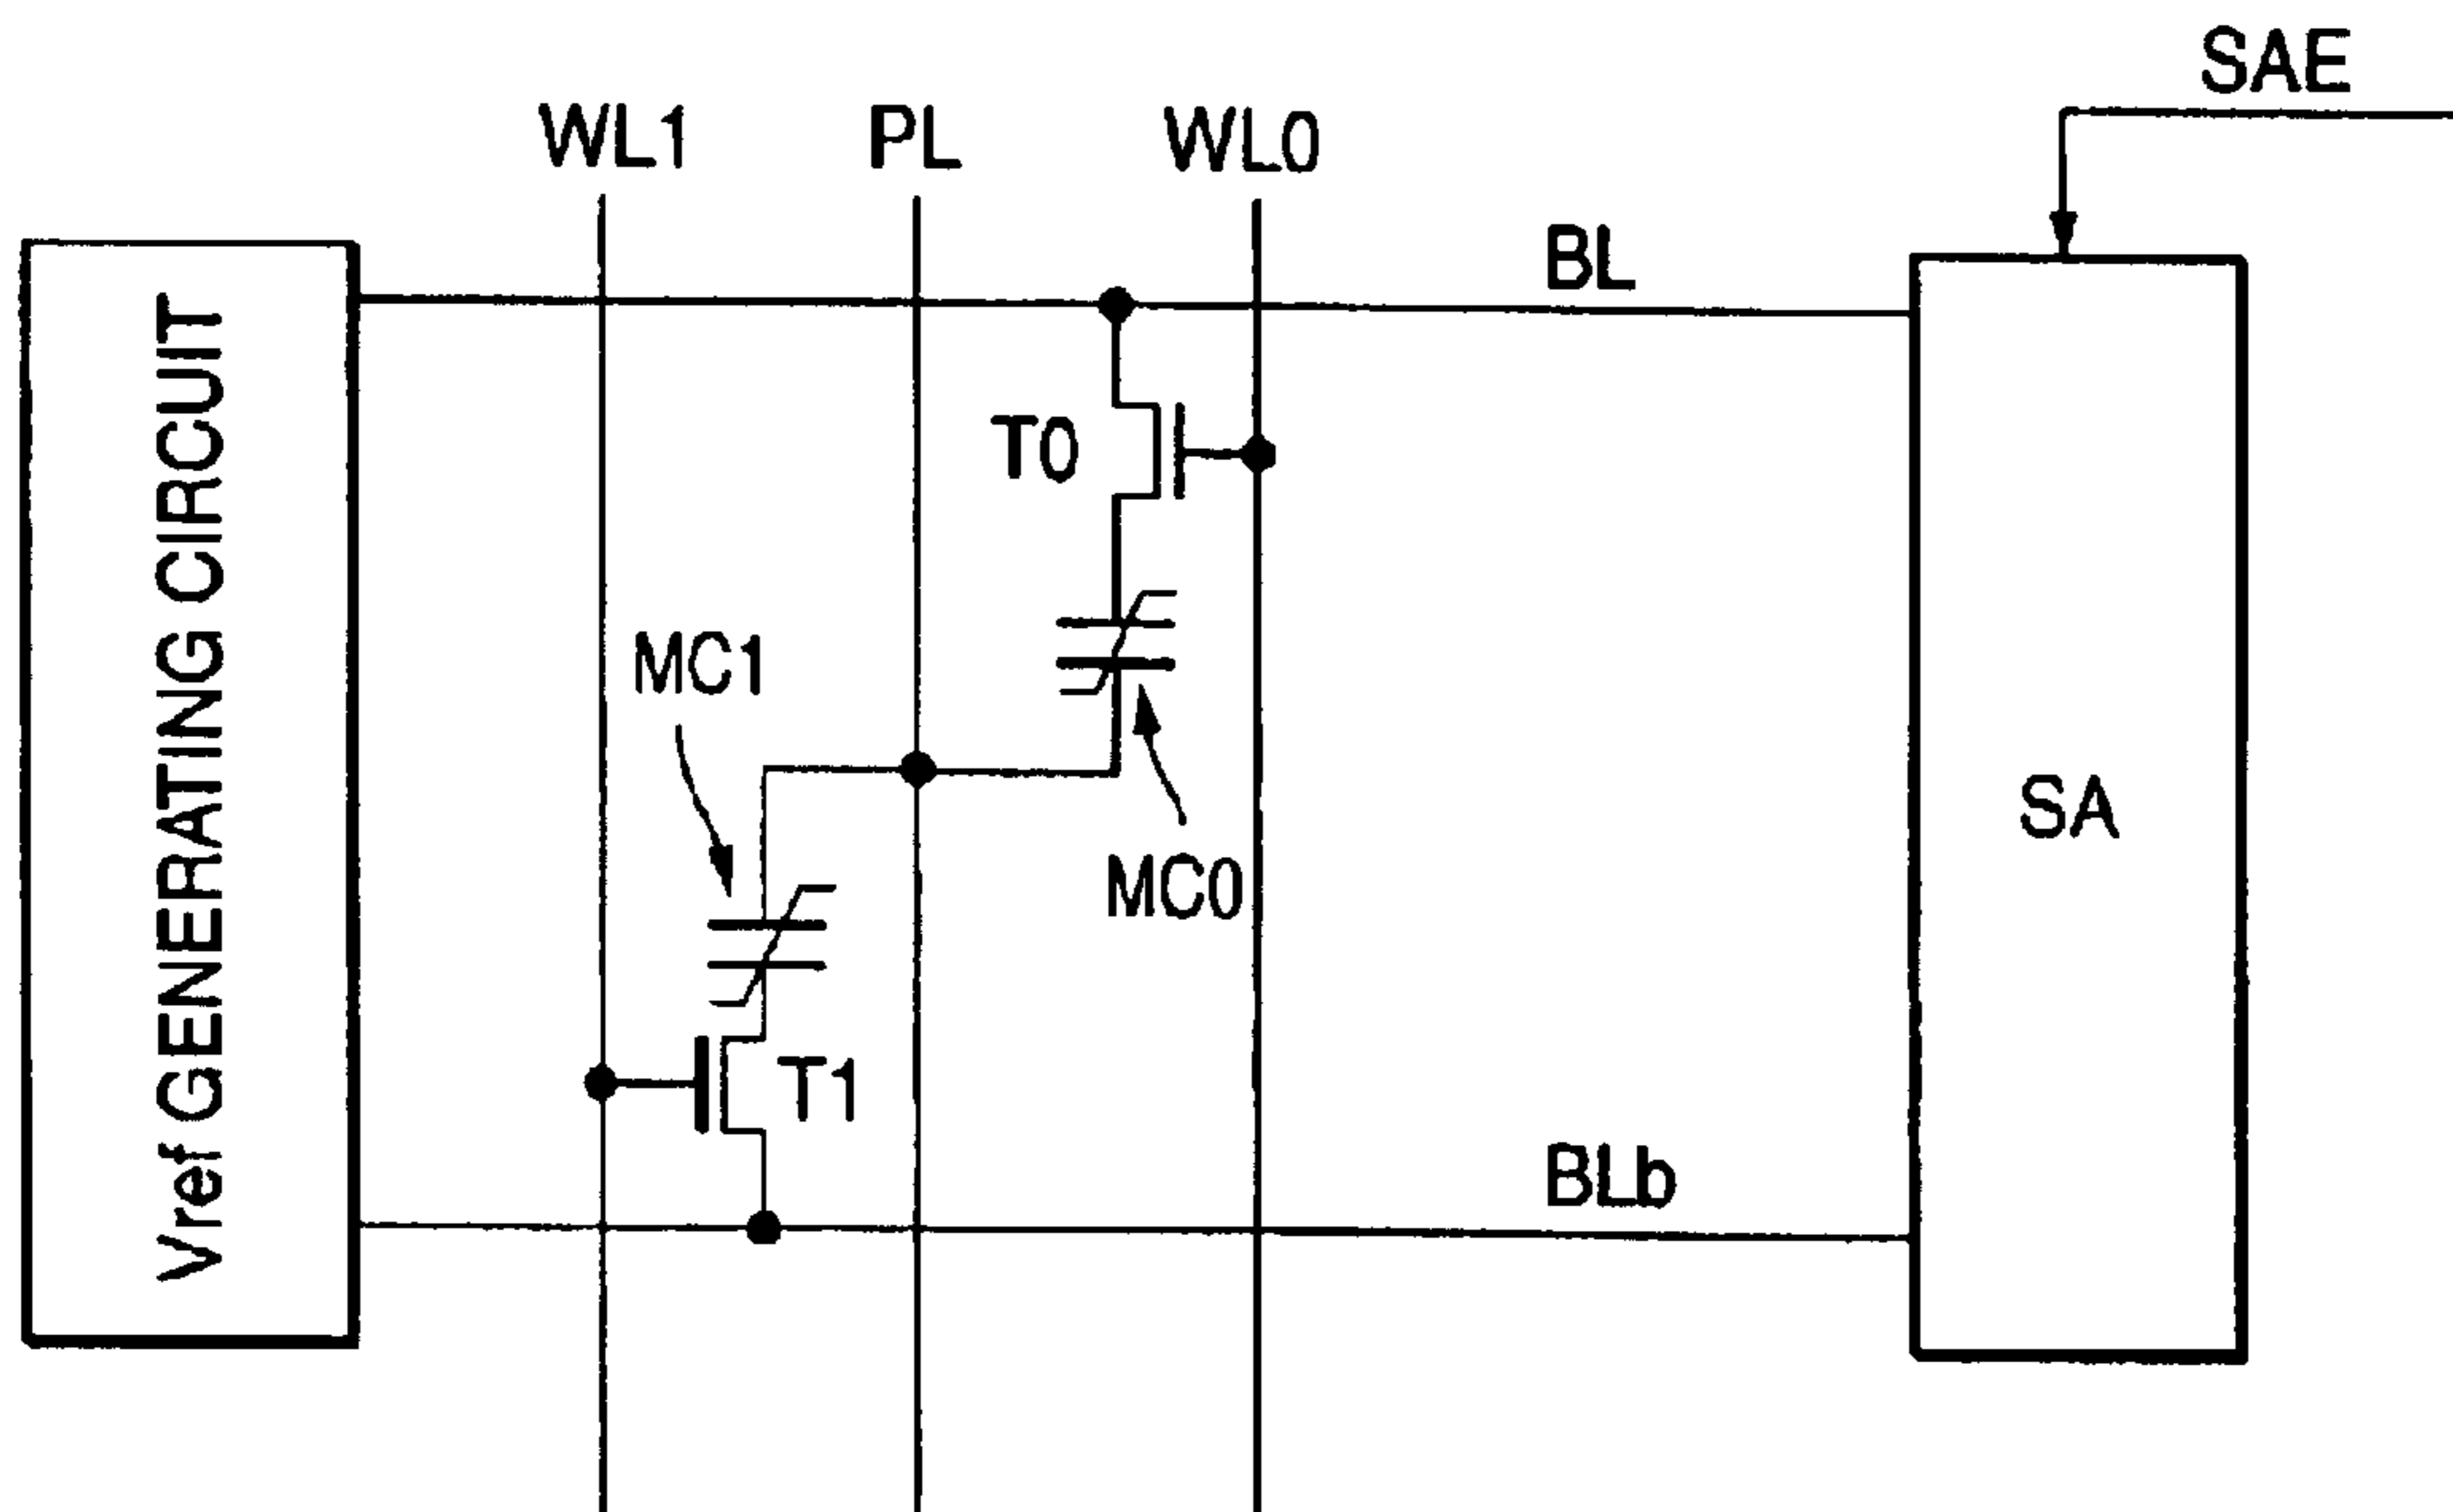 SAE
WL1
PL
WL0
BL
Vref GENERATING CIRCUIT
T0
MC1
SA
MC0
T1
BLb